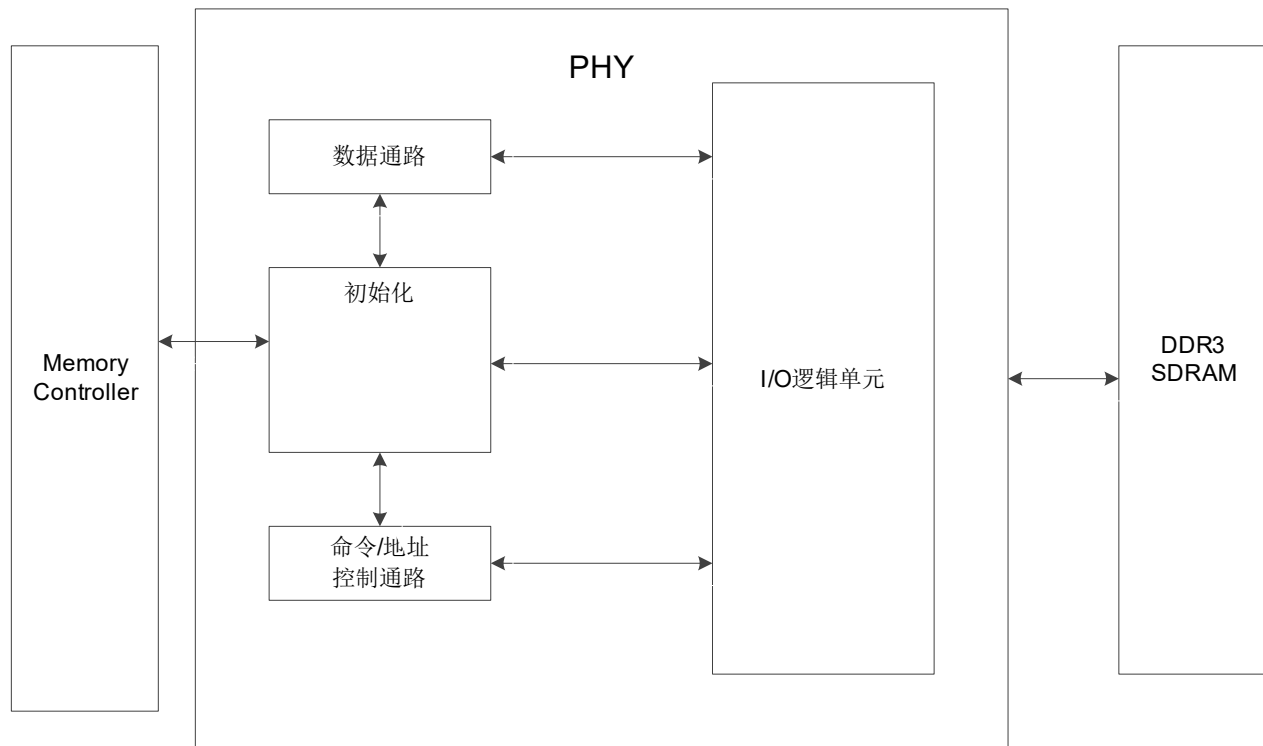 PHY
数据通路
初始化
Memory
Controller
I/O逻辑单元
DDR3
SDRAM
命令/地址
控制通路